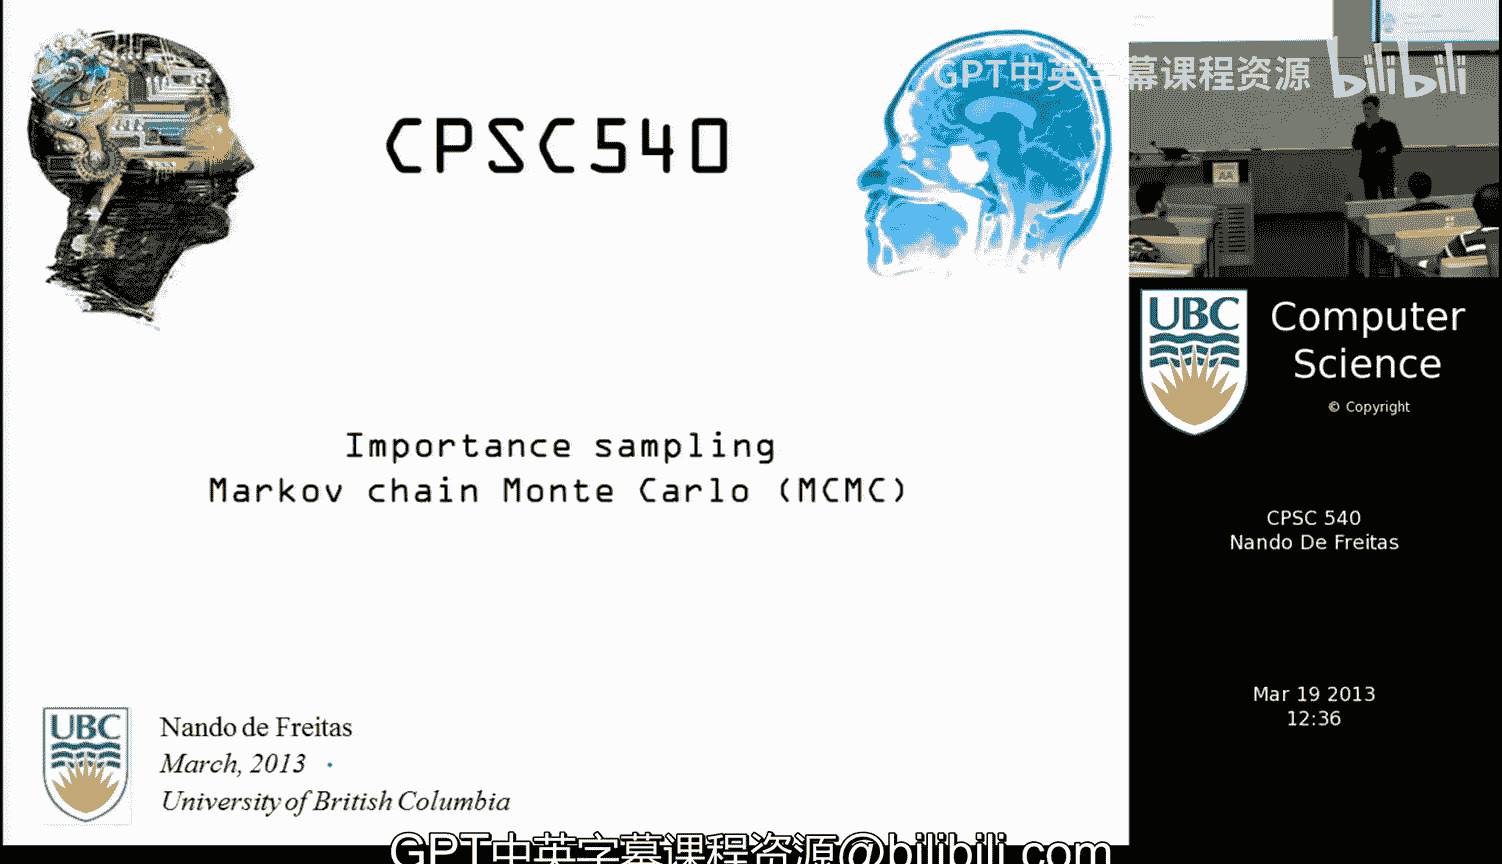 CPSC540
Importance sampling
Markov chain Monte Carlo (MCMC)
UBC
Nando de Freitas
March, 2013
University of British Columbia
GPT中英字幕课程资源
bilibili
UBC
Computer
Science
© Copyright
CPSC 540
Nando De Freitas
Mar 19 2013
12:36
GPT中英字幕课程资源@bilibili.com